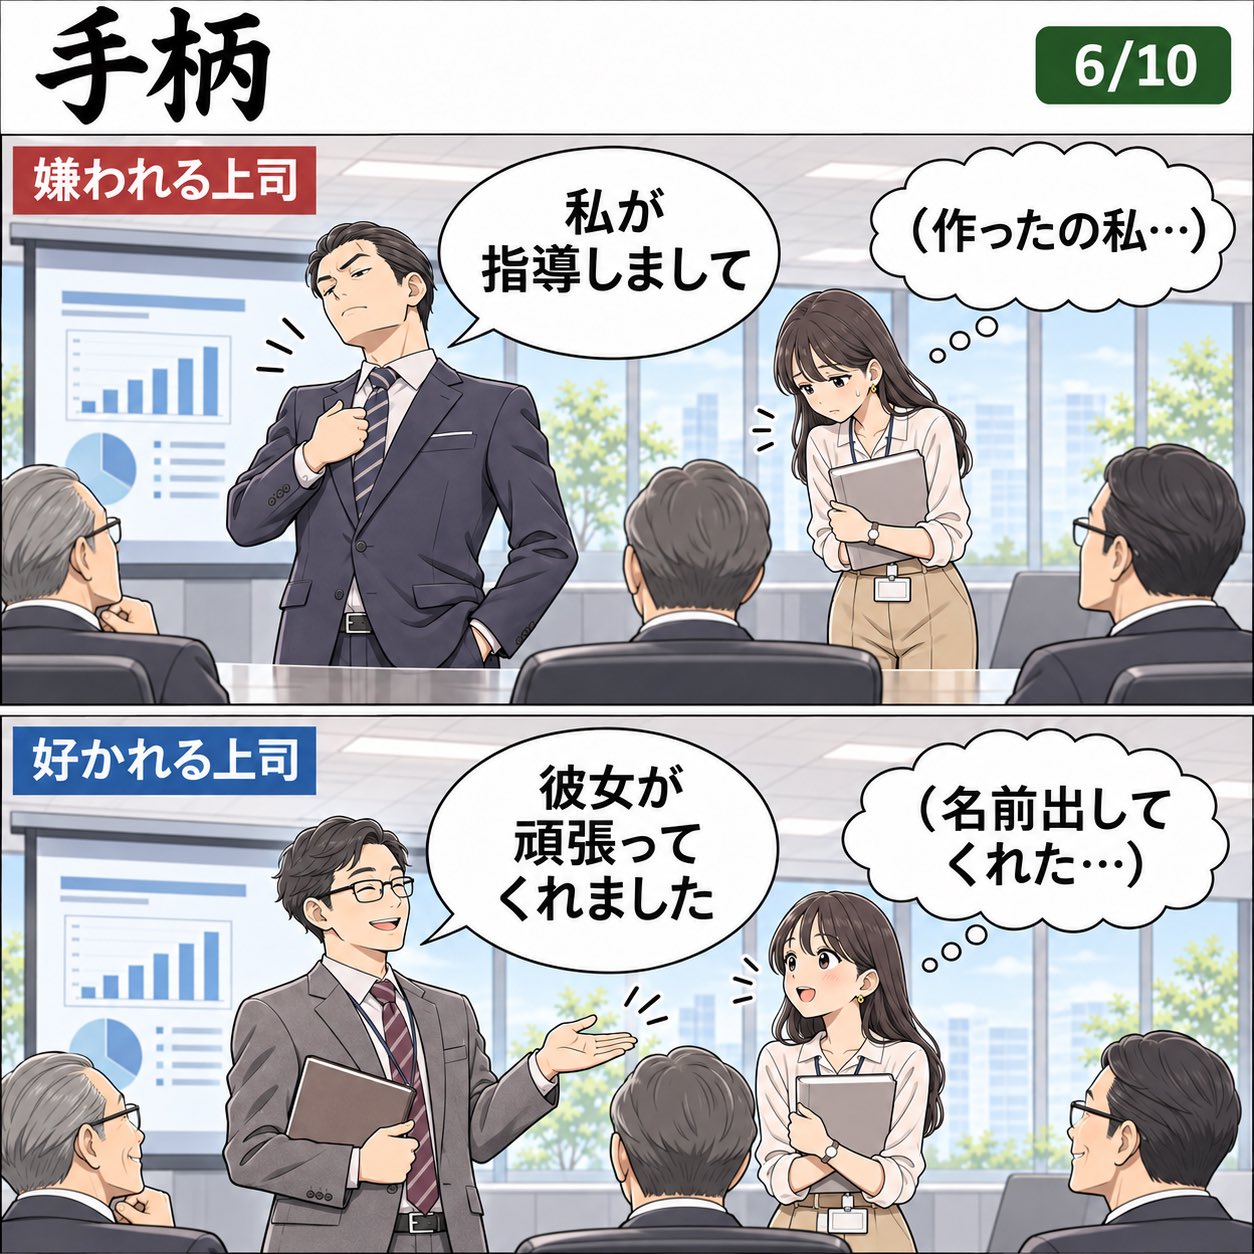 手柄
6/10
嫌われる上司
私が
指導しまして
(作ったの私…)
好かれる上司
彼女が
頑張って
くれました
(名前出して
くれた…)